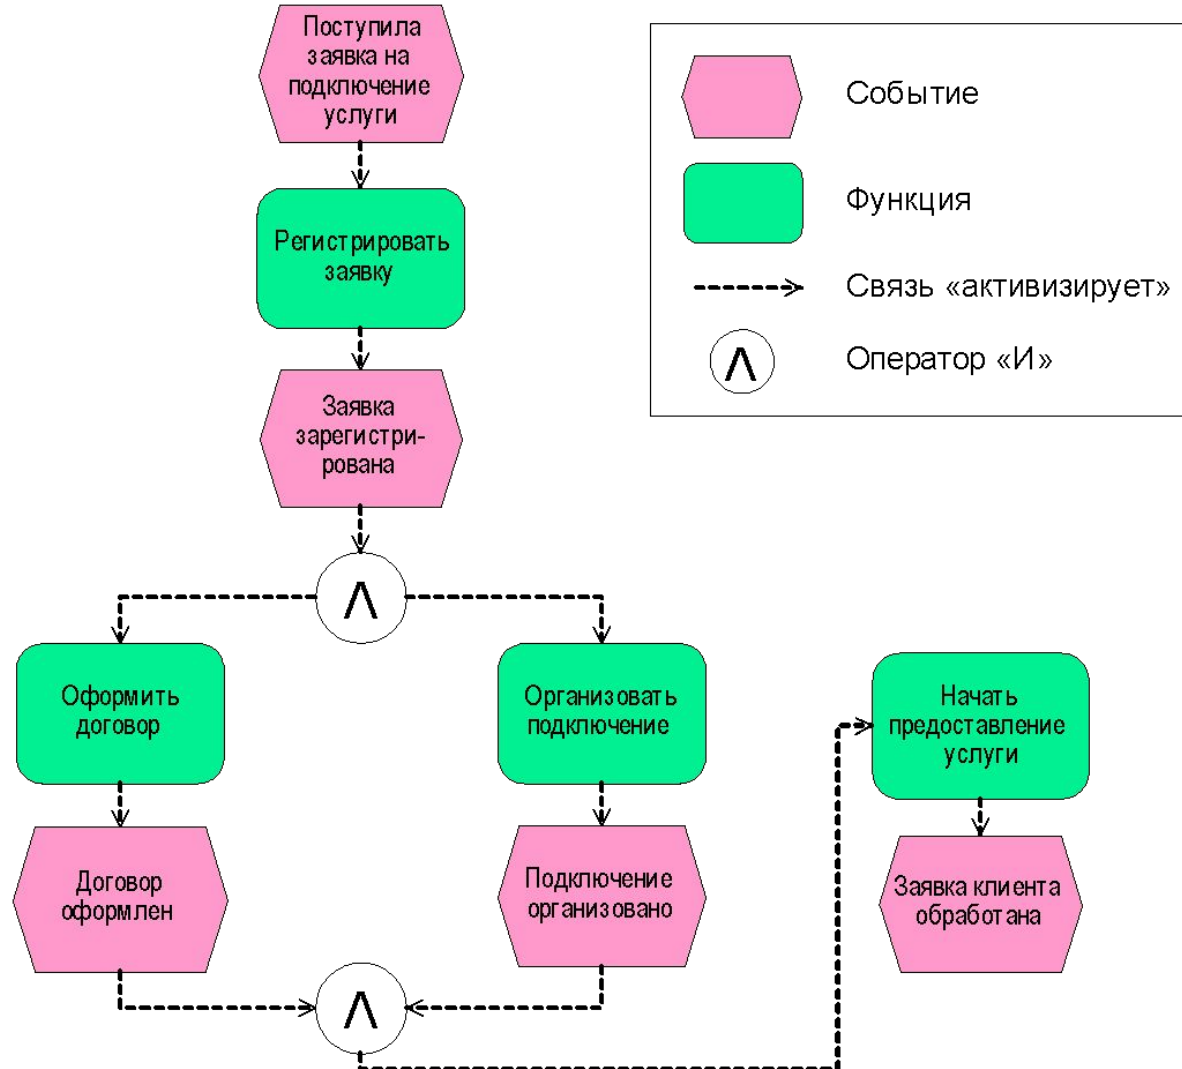 Поступила
заявка на
подключение
услуги
Регистрировать
заявку
Заявка
зарегистри-
рована
Λ
Оформить
договор
Организовать
подключение
Начать
предоставление
услуги
Договор
оформлен
Подключение
организовано
Заявка клиента
обработана
Λ
Событие
Функция
Связь «активизирует»
Λ
Оператор «И»